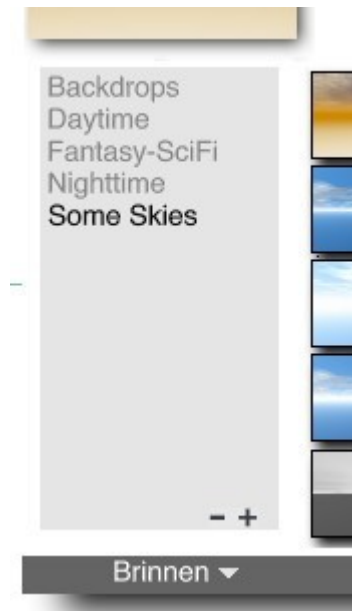 Backdrops
Daytime
Fantasy-SciFi
Nighttime
Some Skies
- +
Brinnen